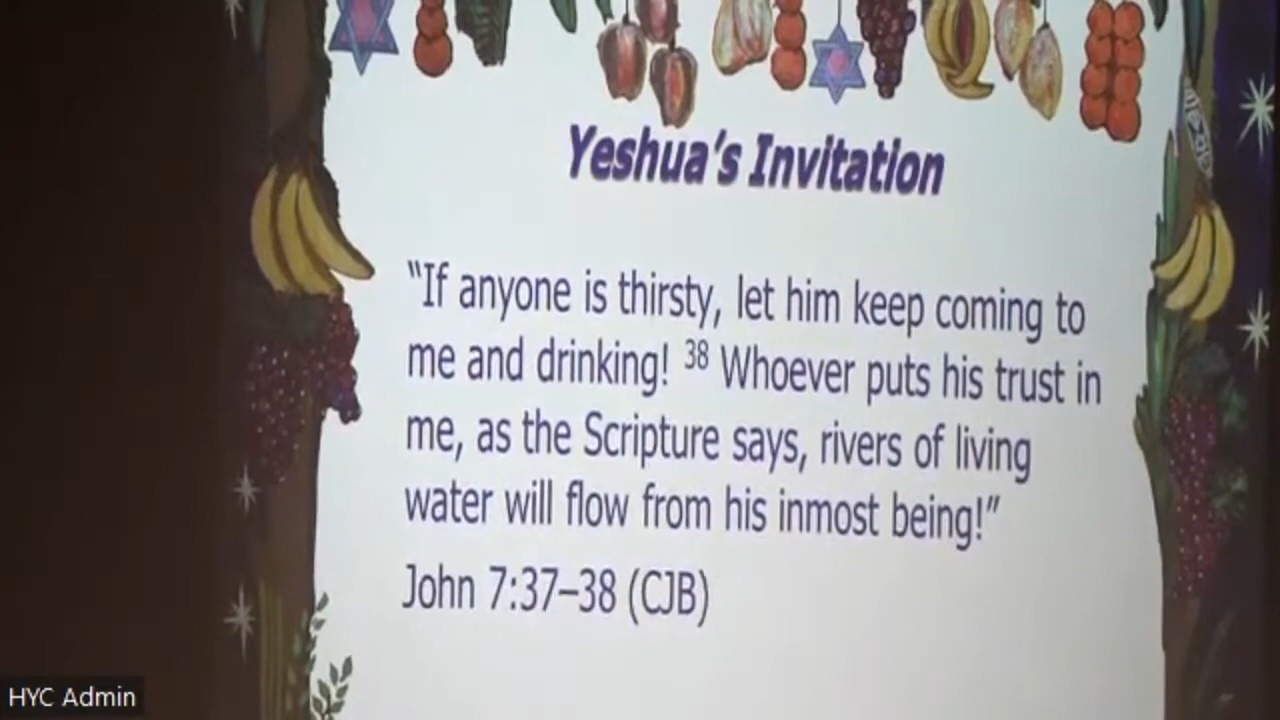 Yeshua's Invitation
"If anyone is thirsty, let him keep coming to
me and drinking! 38 Whoever puts his trust in
me, as the Scripture says, rivers of living
water will flow from his inmost being!"
John 7:37–38 (CJB)
HYC Admin